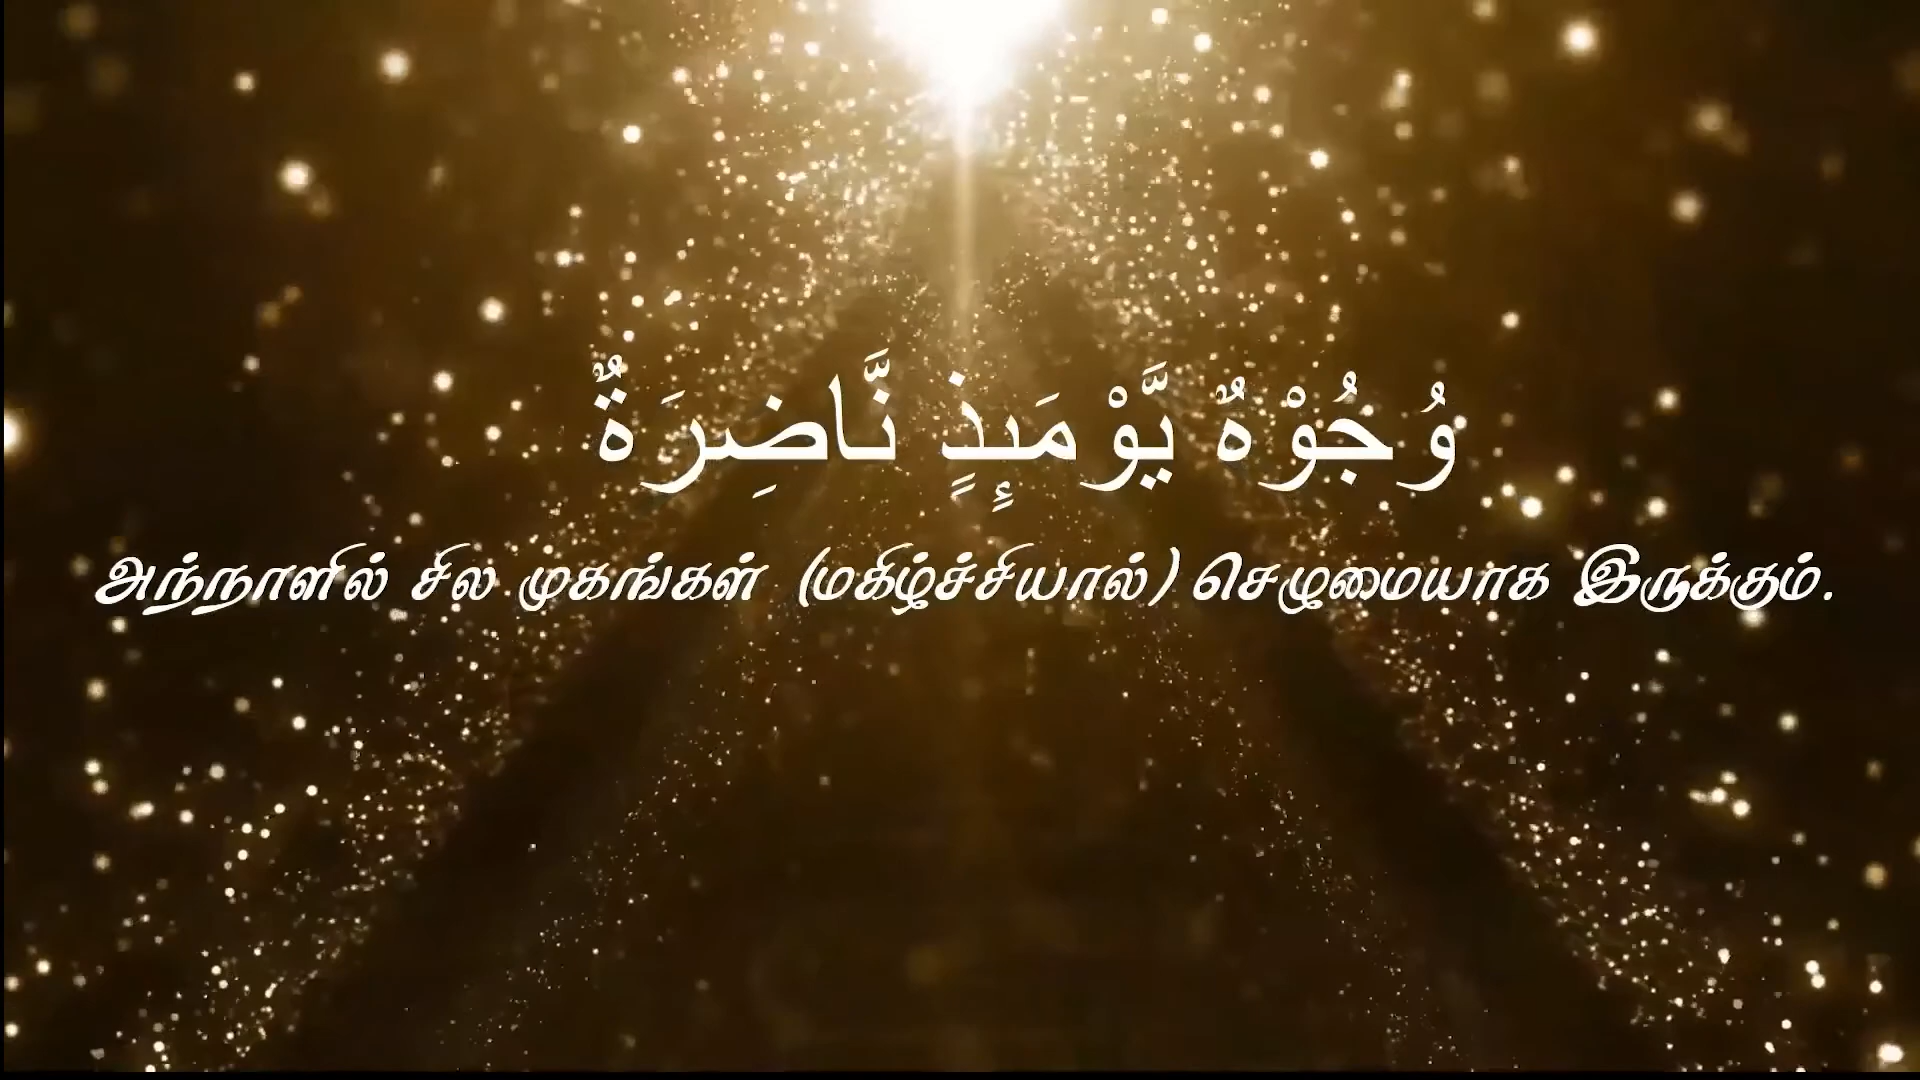 وُجُوْهٌ يَّوْمَٮِٕذٍ نَّاضِرَةٌ
அந்நாளில் சில முகங்கள் (மகிழ்ச்சியால்) செழுமையாக இருக்கும்.